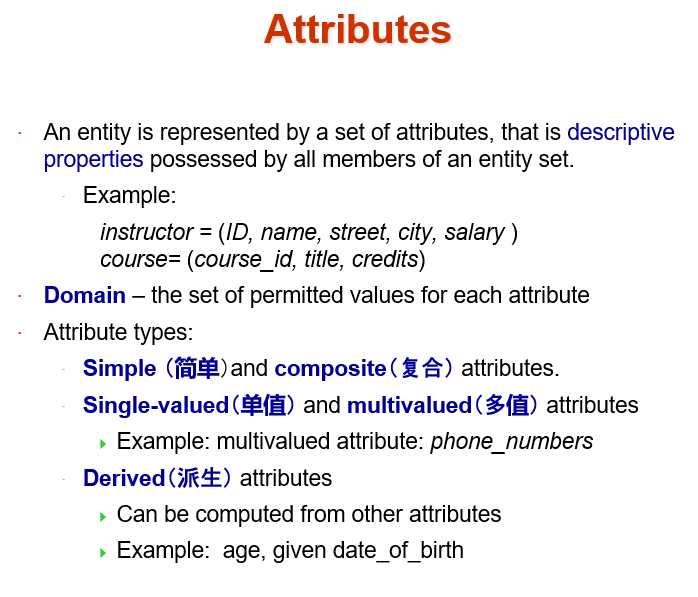 Attributes
An entity is represented by a set of attributes, that is descriptive
properties possessed by all members of an entity set.
Example:
instructor = (ID, name, street, city, salary )
course= (course_id, title, credits)
Domain – the set of permitted values for each attribute
Attribute types:
Simple （简单）and composite（复合） attributes.
Single-valued（单值） and multivalued（多值） attributes
Example: multivalued attribute: phone_numbers
Derived（派生） attributes
Can be computed from other attributes
Example:  age, given date_of_birth